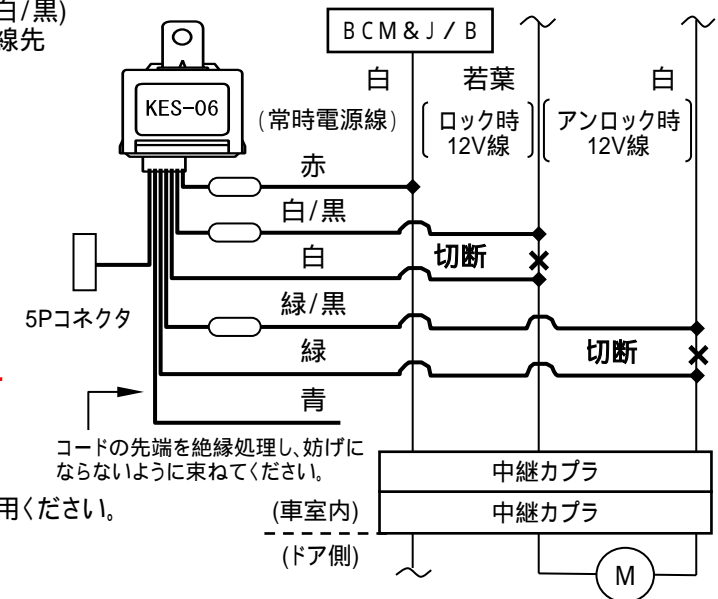 白/黒)
線先
BCM&J/B
KES-06
白
若葉
白
(常時電源線)
ロック時
12V線
アンロック時
12V線
赤
白/黒
白
切断
緑/黒
5Pコネクタ
緑
切断
青
コードの先端を絶縁処理し、妨げに
ならないように束ねてください。
用ください。
中継カプラ
(車室内)
中継カプラ
(ドア側)
M